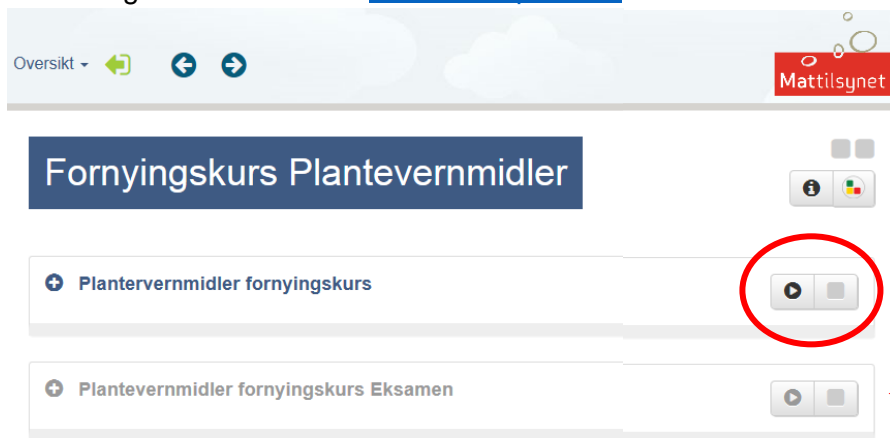 Oversikt
Mattilsynet
Fornyingskurs Plantevernmidler
Plantervernmidler fornyingskurs
Plantevernmidler fornyingskurs Eksamen